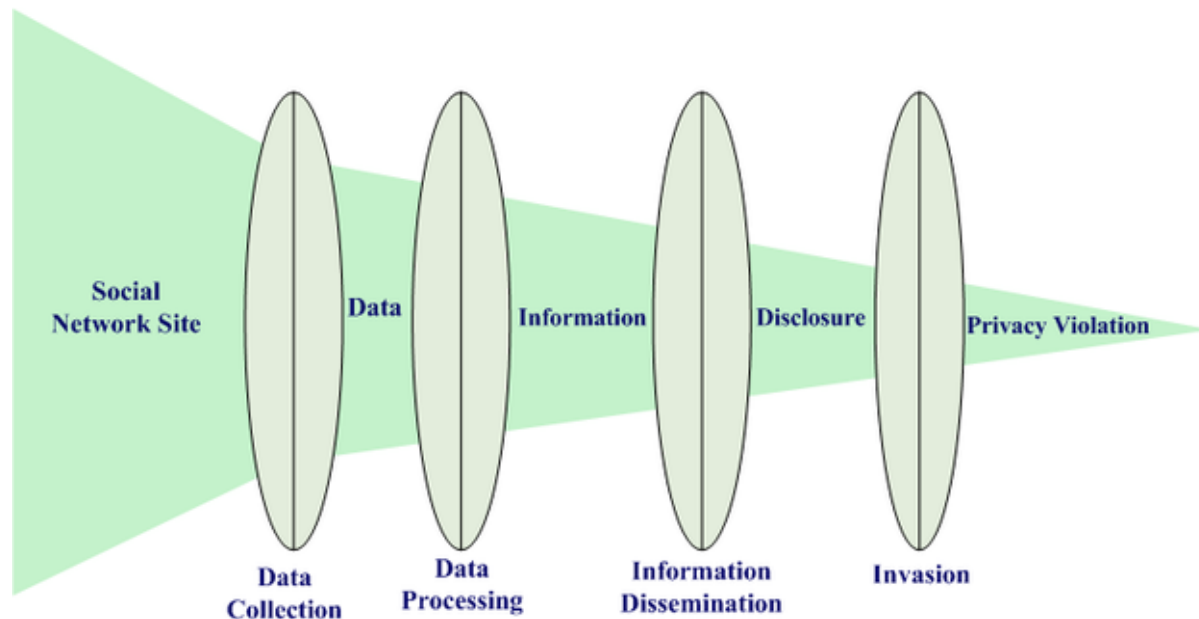 Social
Network Site
Data
Information
Disclosure
Privacy Violation
Data
Collection
Data
Processing
Information
Dissemination
Invasion